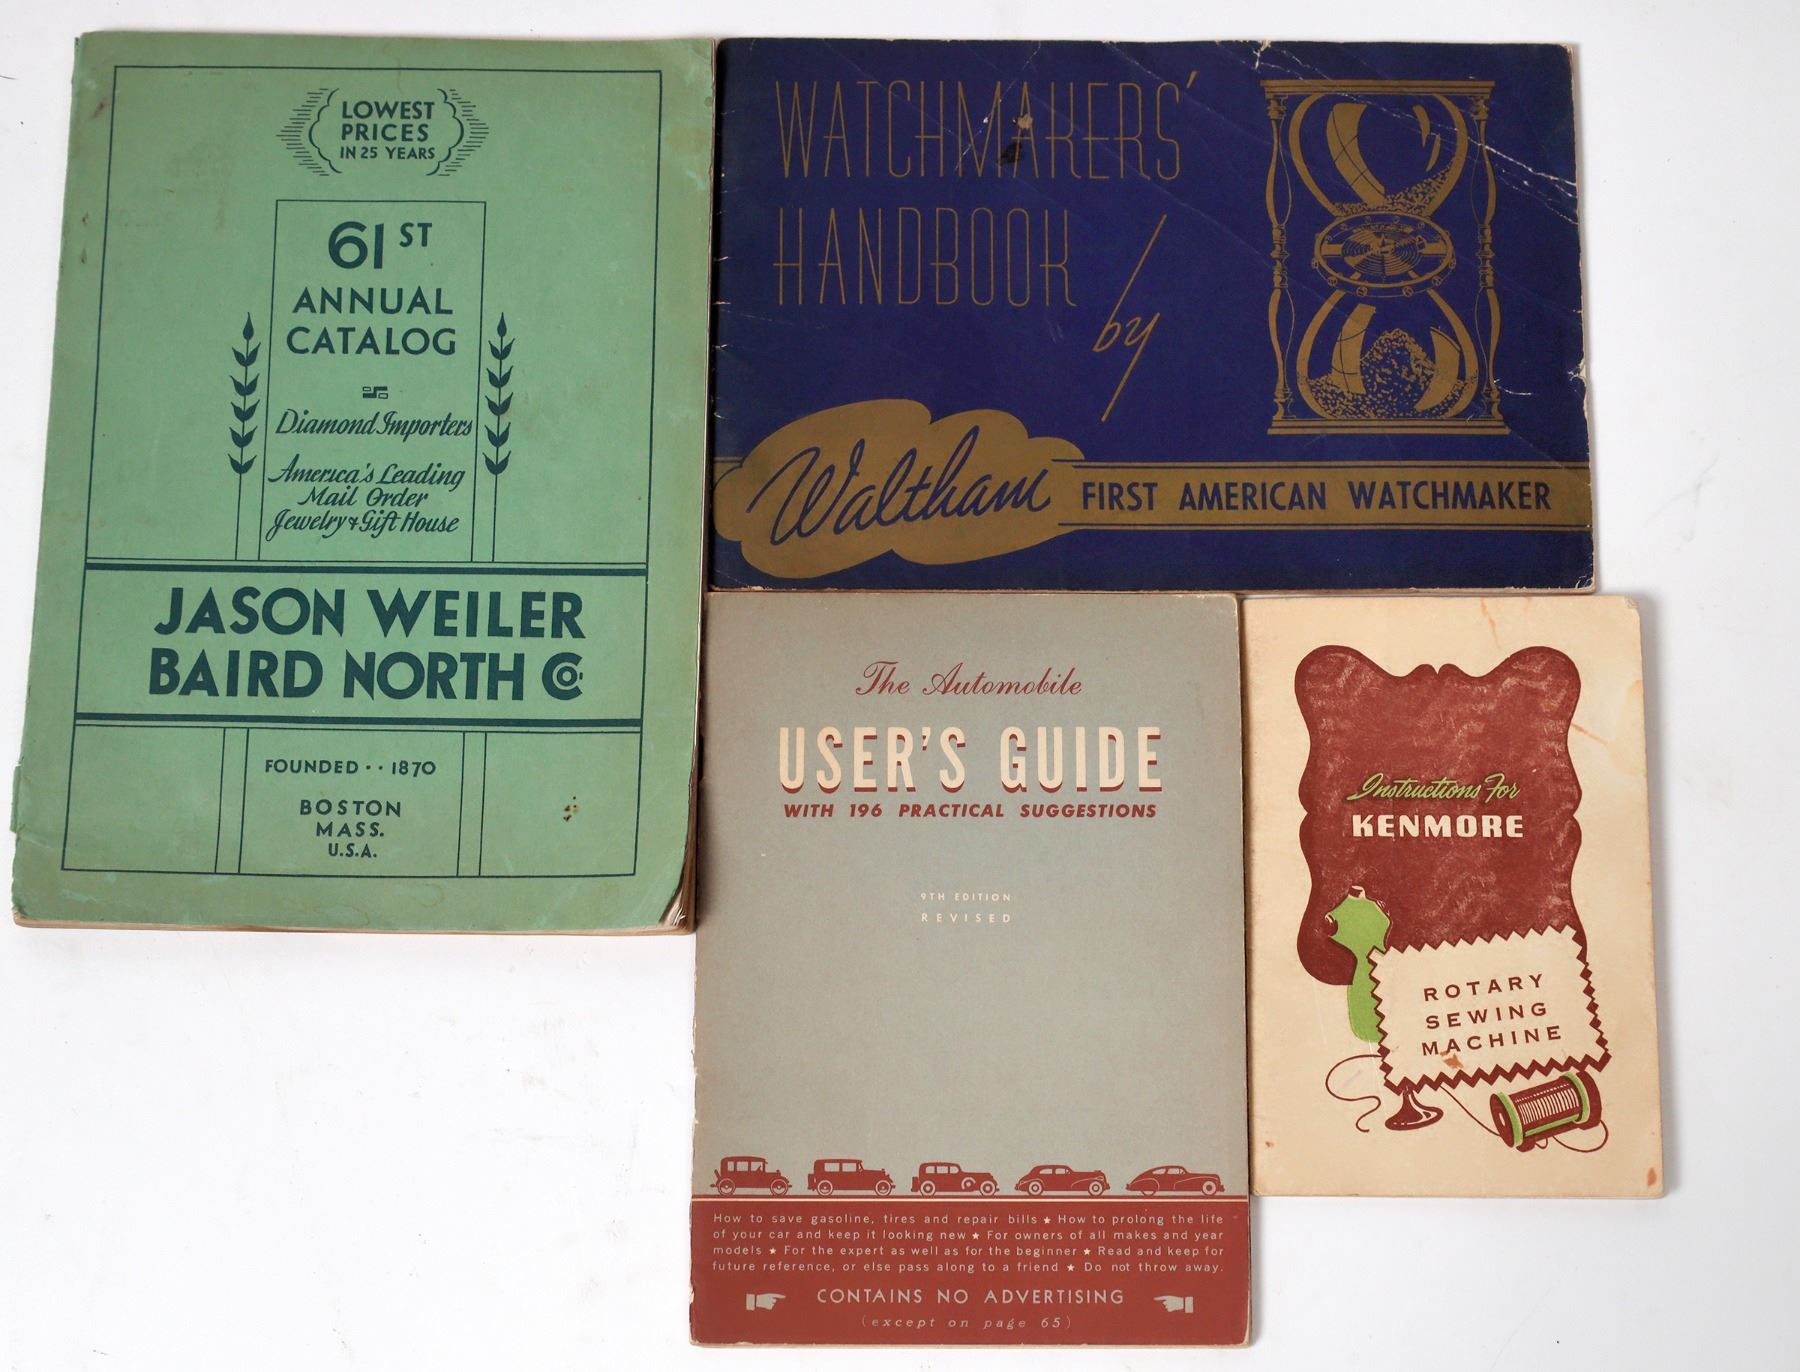 LOWEST
PRICES
IN 25 YEARS
61ST
ANNUAL
CATALOG
Diamond Importers
America's Leading
Mail Order
Jewelry & Gift House
JASON WEILER
BAIRD NORTH CO.
FOUNDED · · 1870
BOSTON
MASS.
U.S.A.
WATCHMAKERS'
HANDBOOK
by
Waltham FIRST AMERICAN WATCHMAKER
The Automobile
USER'S GUIDE
WITH 196 PRACTICAL SUGGESTIONS
9TH EDITION
REVISED
How to save gasoline, tires and repair bills ★ How to prolong the life
of your car and keep it looking new ★ For owners of all makes and year
models ★ For the expert as well as for the beginner ★ Read and keep for
future reference, or else pass along to a friend ★ Do not throw away.
CONTAINS NO ADVERTISING
(except on page 65)
Instructions For
KENMORE
ROTARY
SEWING
MACHINE